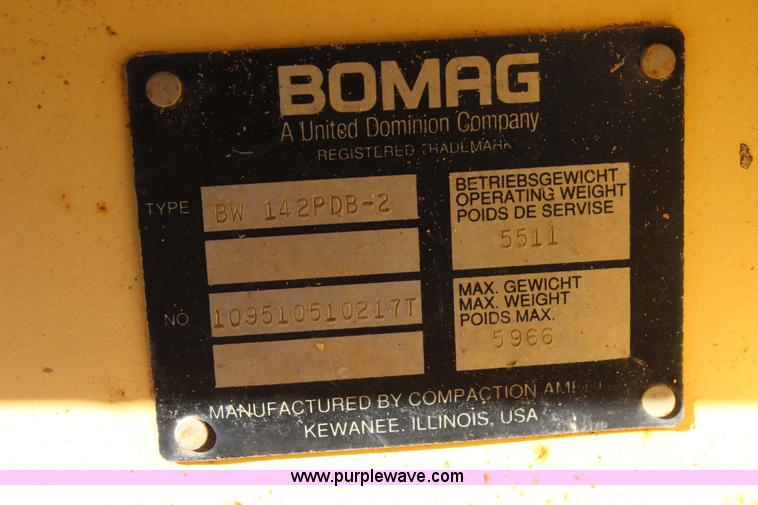 BOMAG
A United Dominion Company
REGISTERED TRADEMARK
TYPE BW 142PDB-2
BETRIEBSGEWICHT
OPERATING WEIGHT
POIDS DE SERVISE
5511
NO 109510510217T
MAX. GEWICHT
MAX. WEIGHT
POIDS MAX.
5966
MANUFACTURED BY COMPACTION
KEWANEE, ILLINOIS, USA
www.purplewave.com